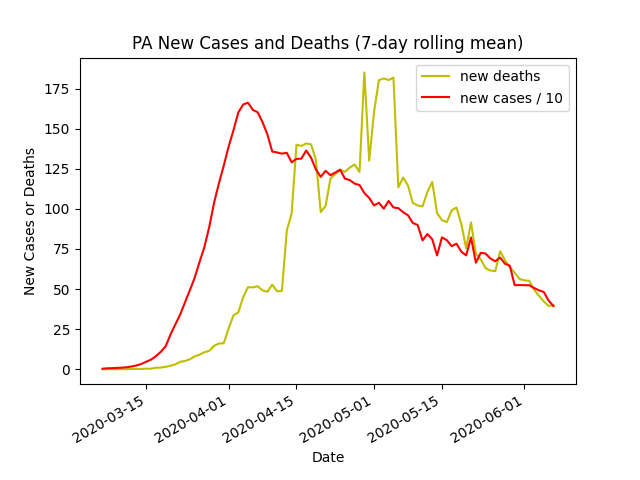 PA New Cases and Deaths (7-day rolling mean)
new deaths
new cases / 10
175
150
125
100
75
50
25
0
New Cases or Deaths
2020-03-15
2020-04-01
2020-04-15
2020-05-01
2020-05-15
2020-06-01
Date